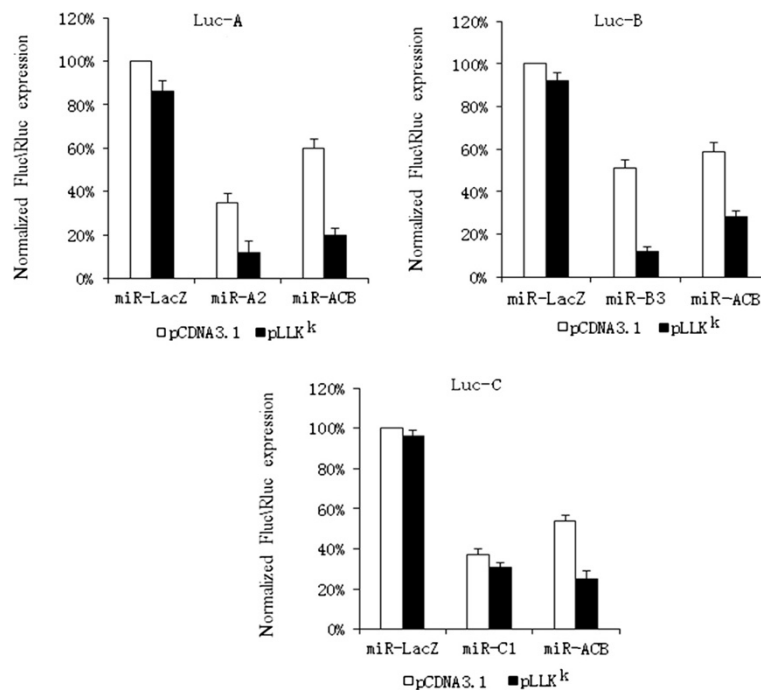 Luc-A
Normalized Fluc\Rluc expression
120%
100%
80%
60%
40%
20%
0%
miR-LacZ miR-A2 miR-ACB
pCDNA3.1 pLLKᵏ
Luc-B
Normalized Fluc\Rluc expression
120%
100%
80%
60%
40%
20%
0%
miR-LacZ miR-B3 miR-ACB
pCDNA3.1 pLLKᵏ
Luc-C
Normalized Fluc\Rluc expression
120%
100%
80%
60%
40%
20%
0%
miR-LacZ miR-C1 miR-ACB
pCDNA3.1 pLLKᵏ